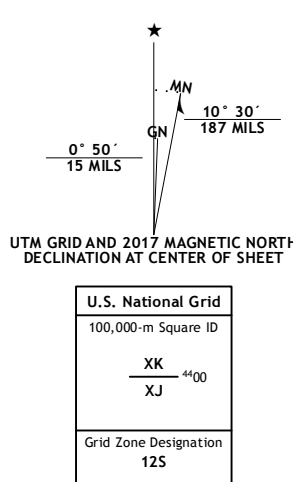 MN
10° 30´
187 MILS
GN
0° 50´
15 MILS
UTM GRID AND 2017 MAGNETIC NORTH
DECLINATION AT CENTER OF SHEET
U.S. National Grid
100,000-m Square ID
XK
4400
XJ
Grid Zone Designation
12S